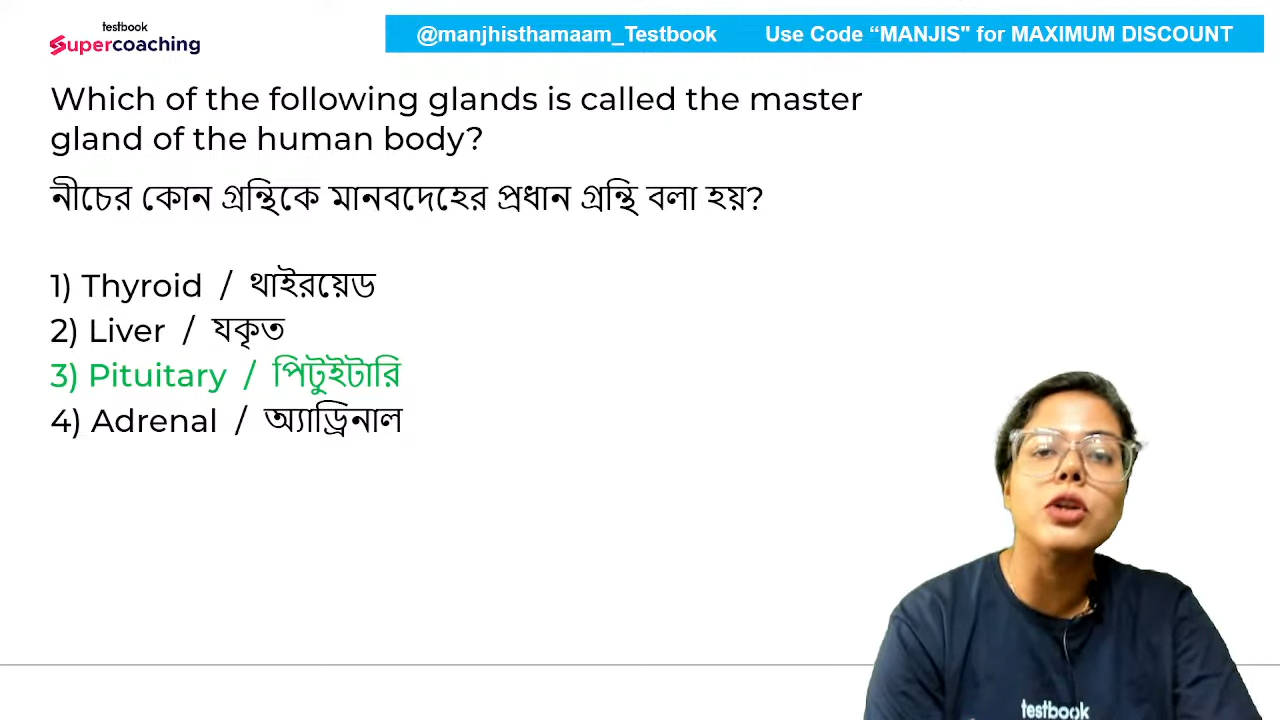 testbook
Supercoaching
@manjhisthamaam_Testbook Use Code “MANJIS" for MAXIMUM DISCOUNT
Which of the following glands is called the master
gland of the human body?
নীচের কোন গ্রন্থিকে মানবদেহের প্রধান গ্রন্থি বলা হয়?
1) Thyroid / থাইরয়েড
2) Liver / যকৃত
3) Pituitary / পিটুইটারি
4) Adrenal / অ্যাড্রিনাল
testbook